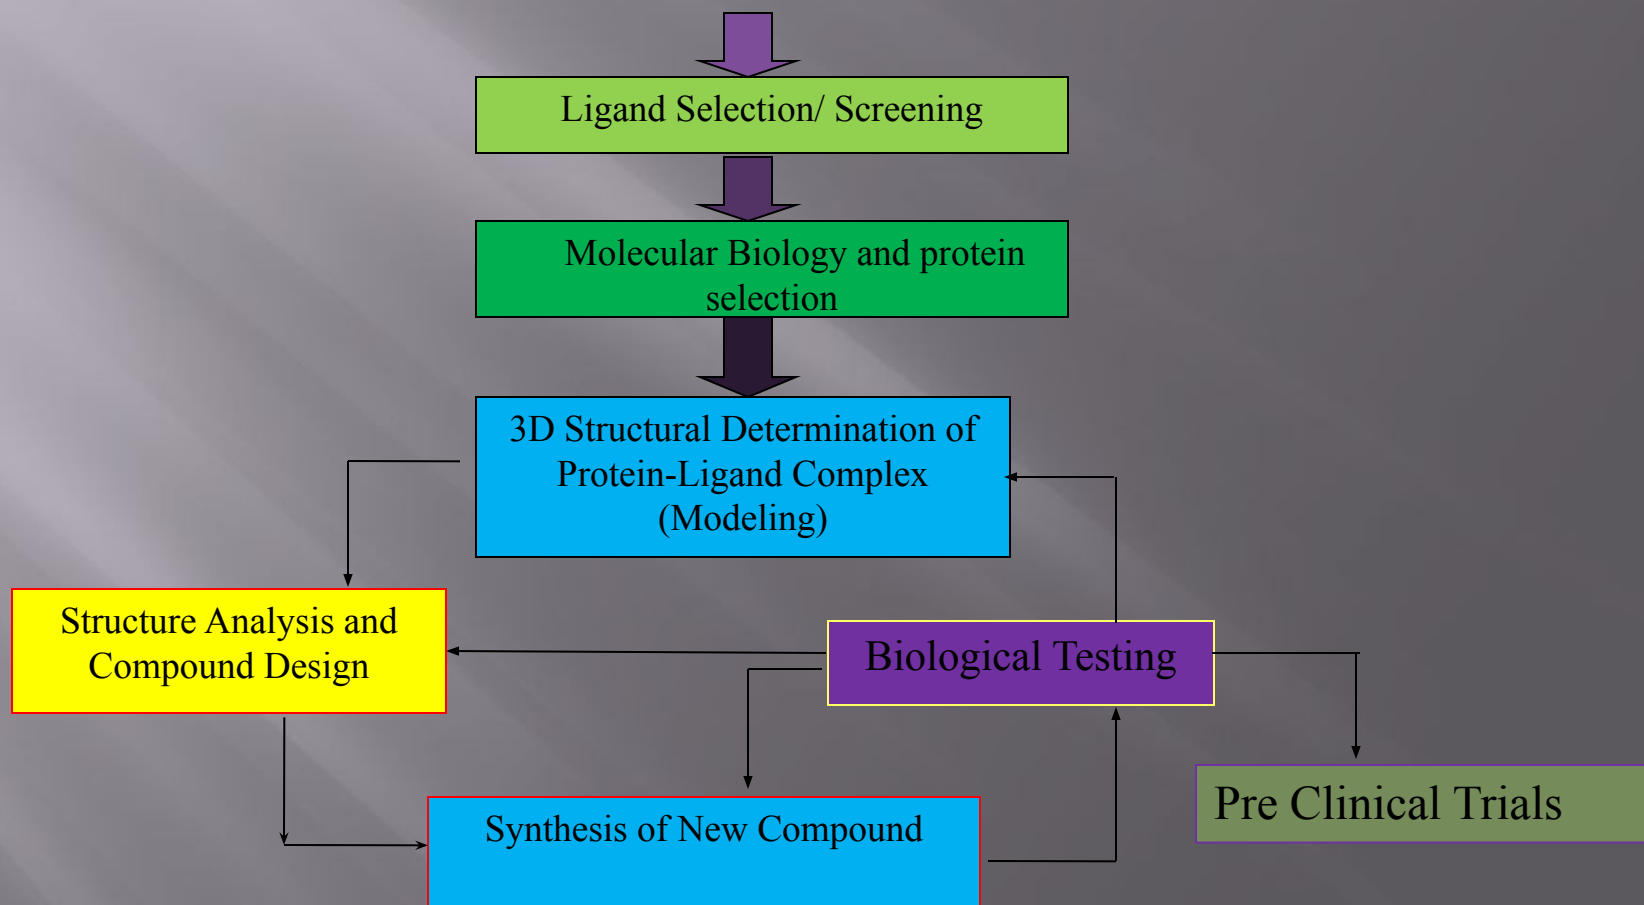 Ligand Selection/ Screening
Molecular Biology and protein
selection
3D Structural Determination of
Protein-Ligand Complex
(Modeling)
Structure Analysis and
Compound Design
Biological Testing
Pre Clinical Trials
Synthesis of New Compound